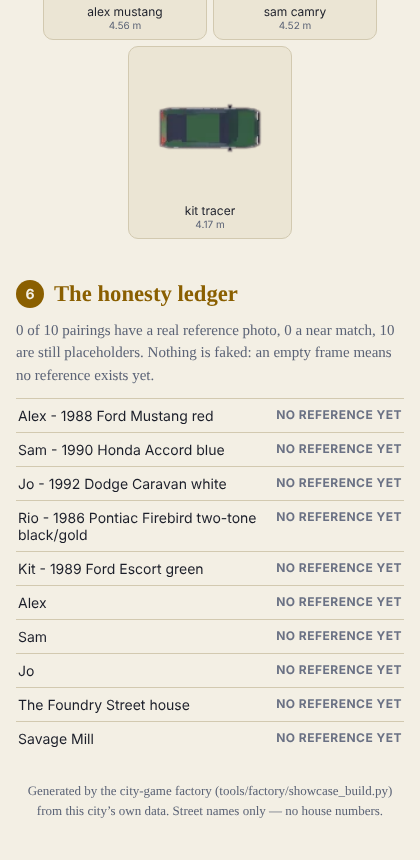 alex mustang
4.56 m
sam camry
4.52 m
kit tracer
4.17 m
6 The honesty ledger
0 of 10 pairings have a real reference photo, 0 a near match, 10
are still placeholders. Nothing is faked: an empty frame means
no reference exists yet.
Alex - 1988 Ford Mustang red NO REFERENCE YET
Sam - 1990 Honda Accord blue NO REFERENCE YET
Jo - 1992 Dodge Caravan white NO REFERENCE YET
Rio - 1986 Pontiac Firebird two-tone NO REFERENCE YET
black/gold
Kit - 1989 Ford Escort green NO REFERENCE YET
Alex NO REFERENCE YET
Sam NO REFERENCE YET
Jo NO REFERENCE YET
The Foundry Street house NO REFERENCE YET
Savage Mill NO REFERENCE YET
Generated by the city-game factory (tools/factory/showcase_build.py)
from this city’s own data. Street names only — no house numbers.